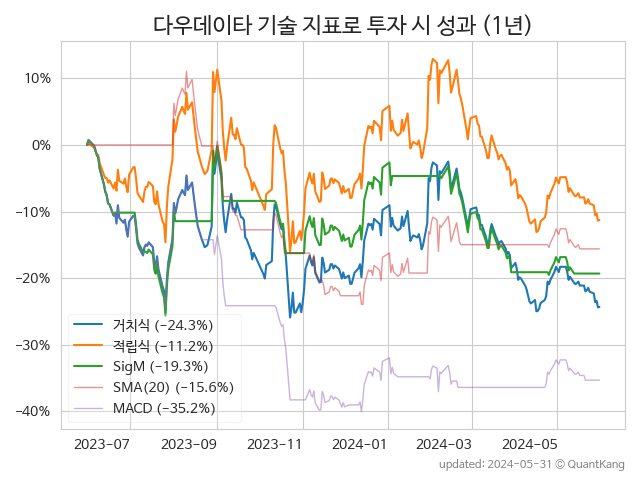 다우데이타 기술 지표로 투자 시 성과 (1년)
10%
0%
−10%
−20%
−30%
−40%
거치식 (−24.3%)
적립식 (−11.2%)
SigM (−19.3%)
SMA(20) (−15.6%)
MACD (−35.2%)
2023-07
2023-09
2023-11
2024-01
2024-03
2024-05
updated: 2024-05-31 © QuantKang